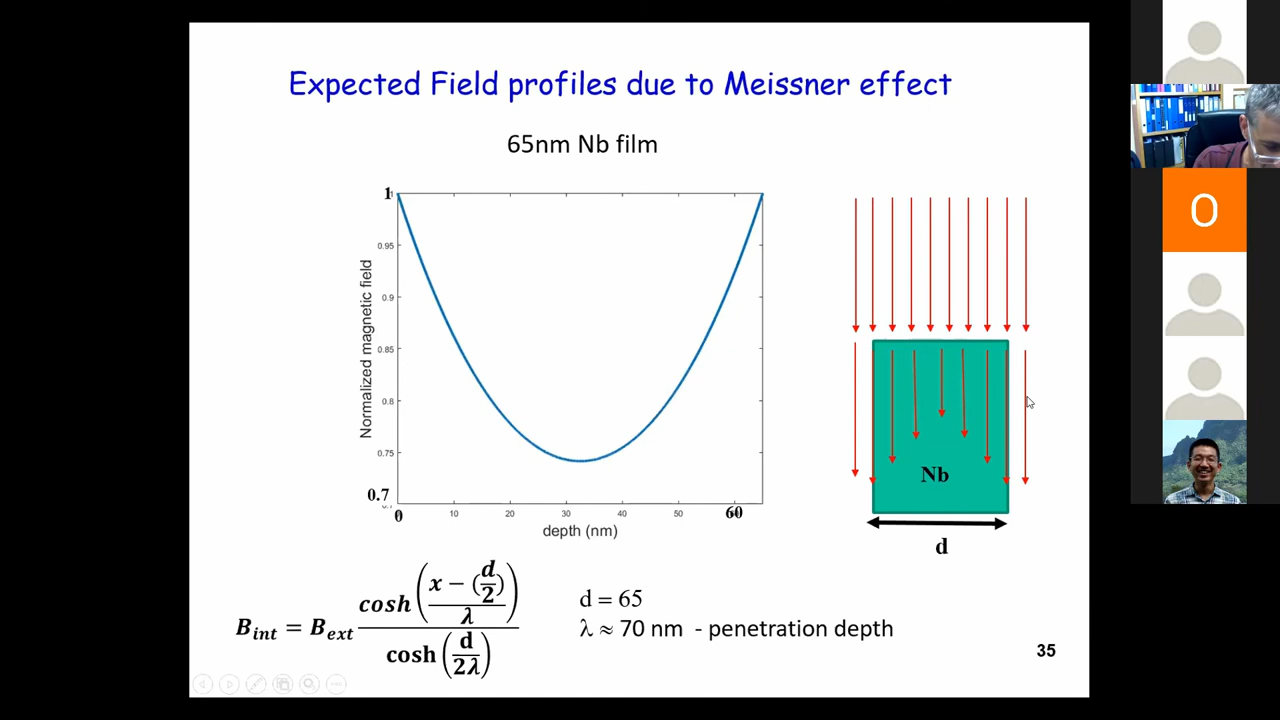 Expected Field profiles due to Meissner effect
65nm Nb film
1
0.95
0.9
0.85
0.8
0.75
0.7
Normalized magnetic field
0 10 20 30 40 50 60
depth (nm)
Nb
d
B_int = B_ext cosh((x − (d/2))/λ) / cosh(d/2λ)
d = 65
λ ≈ 70 nm - penetration depth
35
O